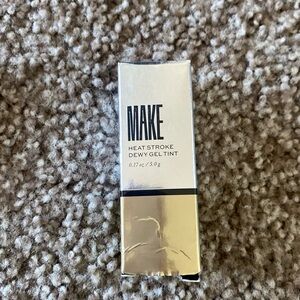 MAKE
HEAT STROKE
DEWY GEL TINT
0.17 oz / 5.0 g